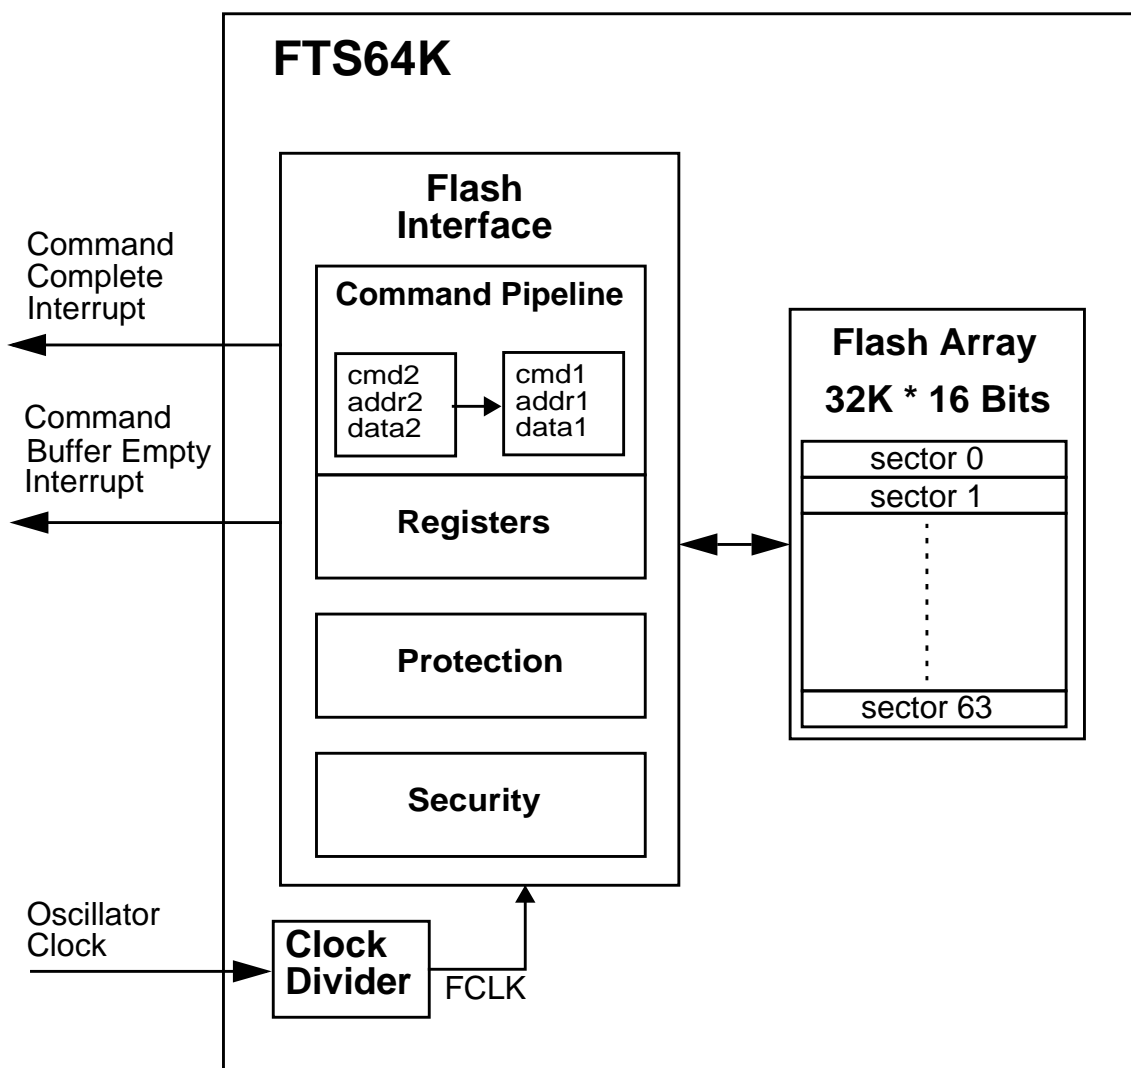 FTS64K
Flash
Interface
Command
Complete
Interrupt
Command Pipeline
cmd2
addr2
data2
cmd1
addr1
data1
Command
Buffer Empty
Interrupt
Registers
Protection
Security
Flash Array
32K * 16 Bits
sector 0
sector 1
sector 63
Oscillator
Clock
Clock
Divider
FCLK